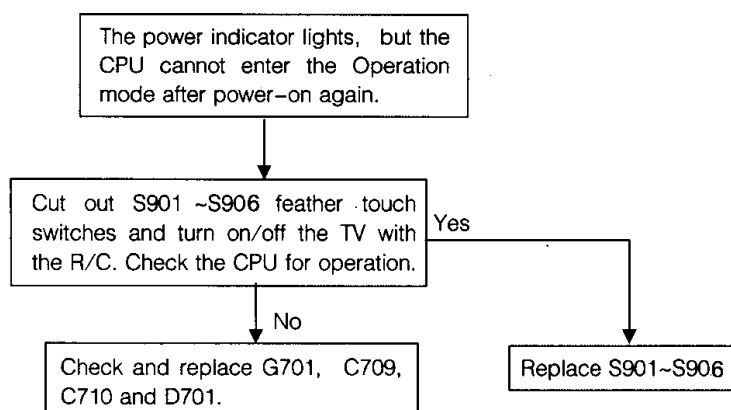 The power indicator lights, but the
CPU cannot enter the Operation
mode after power-on again.
Cut out S901 ~S906 feather touch
switches and turn on/off the TV with
the R/C. Check the CPU for operation.
Yes
No
Check and replace G701, C709,
C710 and D701.
Replace S901~S906